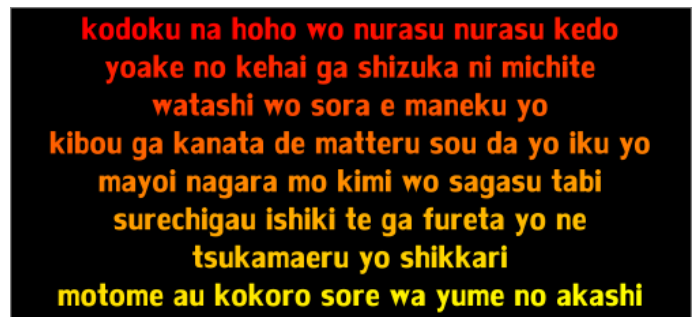 kodoku na hoho wo nurasu nurasu kedo
yoake no kehai ga shizuka ni michite
watashi wo sora e maneku yo
kibou ga kanata de matteru sou da yo iku yo
mayoi nagara mo kimi wo sagasu tabi
surechigau ishiki te ga fureta yo ne
tsukamaeru yo shikkari
motome au kokoro sore wa yume no akashi